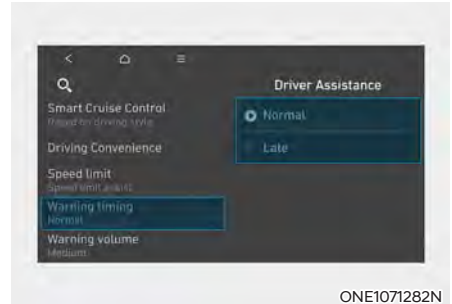 Driver Assistance
Smart Cruise Control
Based on driving style
Driving Convenience
Speed limit
Speed limit assist
Warning timing
Normal
Warning volume
Medium
Normal
Late
ONE1071282N